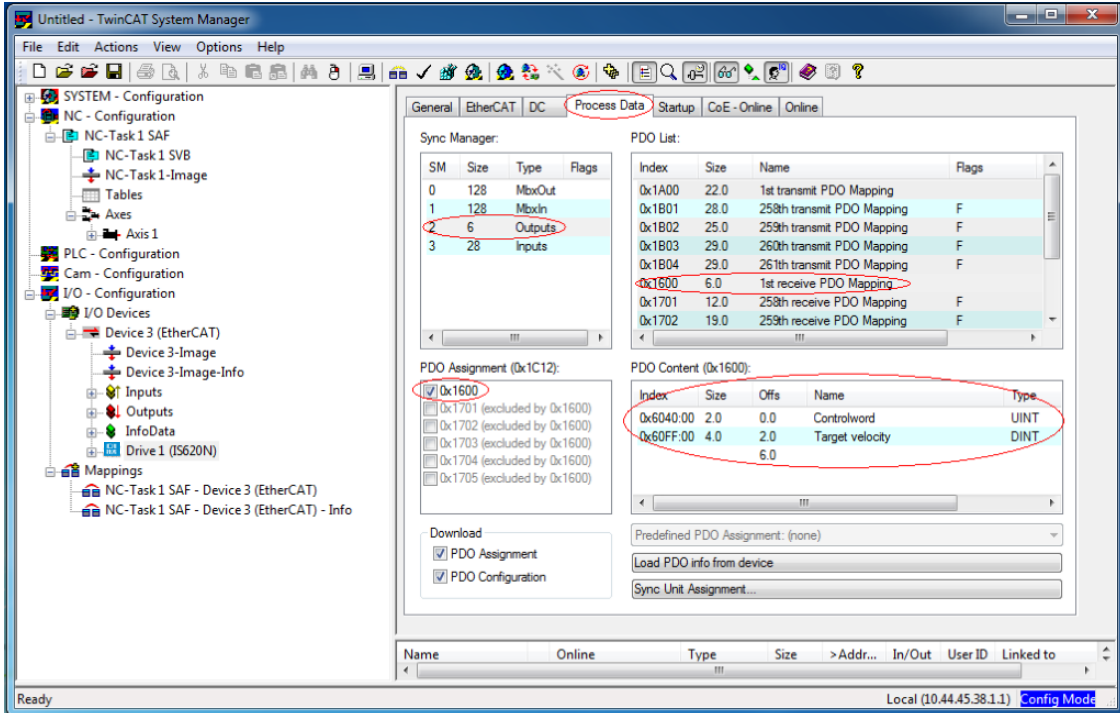 Untitled - TwinCAT System Manager
File Edit Actions View Options Help
SYSTEM - Configuration
NC - Configuration
NC-Task 1 SAF
NC-Task 1 SVB
NC-Task 1-Image
Tables
Axes
Axis 1
PLC - Configuration
Cam - Configuration
I/O - Configuration
I/O Devices
Device 3 (EtherCAT)
Device 3-Image
Device 3-Image-Info
Inputs
Outputs
InfoData
Drive 1 (IS620N)
Mappings
NC-Task 1 SAF - Device 3 (EtherCAT)
NC-Task 1 SAF - Device 3 (EtherCAT) - Info
General EtherCAT DC Process Data Startup CoE - Online Online
Sync Manager:
SM Size Type Flags
0 128 MbxOut
1 128 MbxIn
2 6 Outputs
3 28 Inputs
PDO List:
Index Size Name Flags
0x1A00 22.0 1st transmit PDO Mapping
0x1B01 28.0 258th transmit PDO Mapping F
0x1B02 25.0 259th transmit PDO Mapping F
0x1B03 29.0 260th transmit PDO Mapping F
0x1B04 29.0 261th transmit PDO Mapping F
0x1600 6.0 1st receive PDO Mapping
0x1701 12.0 258th receive PDO Mapping F
0x1702 19.0 259th receive PDO Mapping F
PDO Assignment (0x1C12):
0x1600
0x1701 (excluded by 0x1600)
0x1702 (excluded by 0x1600)
0x1703 (excluded by 0x1600)
0x1704 (excluded by 0x1600)
0x1705 (excluded by 0x1600)
PDO Content (0x1600):
Index Size Offs Name Type
0x6040:00 2.0 0.0 Controlword UINT
0x60FF:00 4.0 2.0 Target velocity DINT
6.0
Download
PDO Assignment
PDO Configuration
Predefined PDO Assignment: (none)
Load PDO info from device
Sync Unit Assignment...
Name Online Type Size >Addr... In/Out User ID Linked to
Ready Local (10.44.45.38.1.1) Config Mode